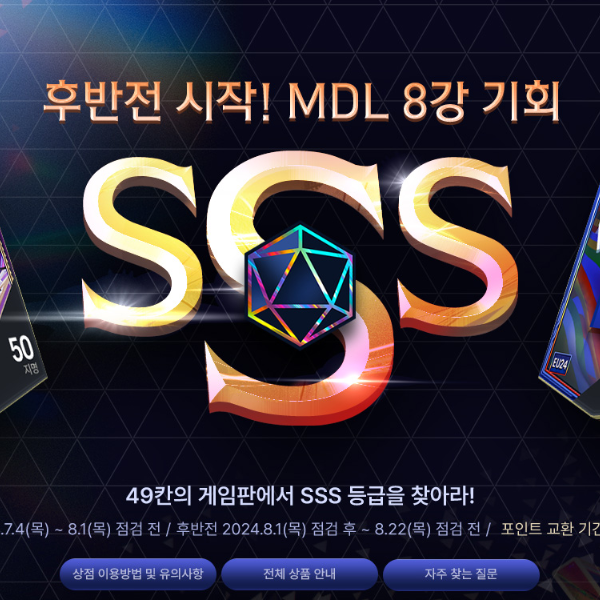 후반전 시작! MDL 8강 기회
SSS
50
지명
EU24
49칸의 게임판에서 SSS 등급을 찾아라!
.7.4(목) ~ 8.1(목) 점검 전 / 후반전 2024.8.1(목) 점검 후 ~ 8.22(목) 점검 전 / 포인트 교환 기간
상점 이용방법 및 유의사항
전체 상품 안내
자주 찾는 질문